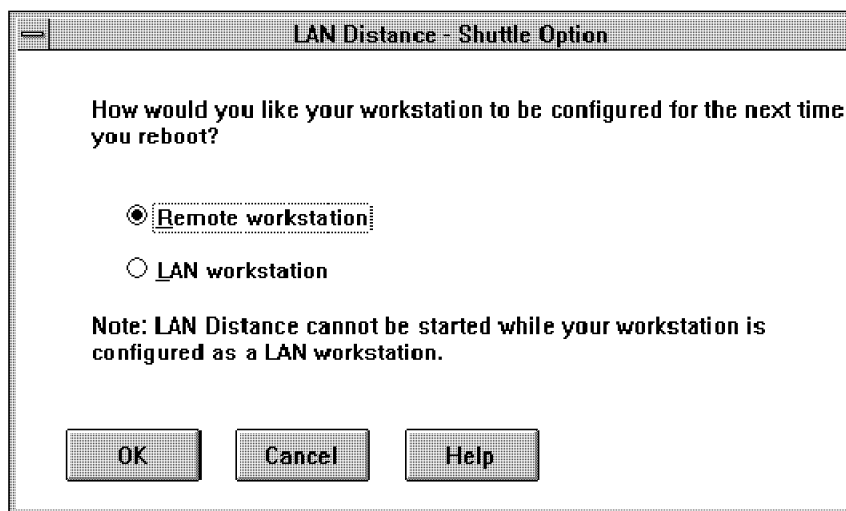 LAN Distance - Shuttle Option
How would you like your workstation to be configured for the next time
you reboot?
Remote workstation
LAN workstation
Note: LAN Distance cannot be started while your workstation is
configured as a LAN workstation.
OK Cancel Help